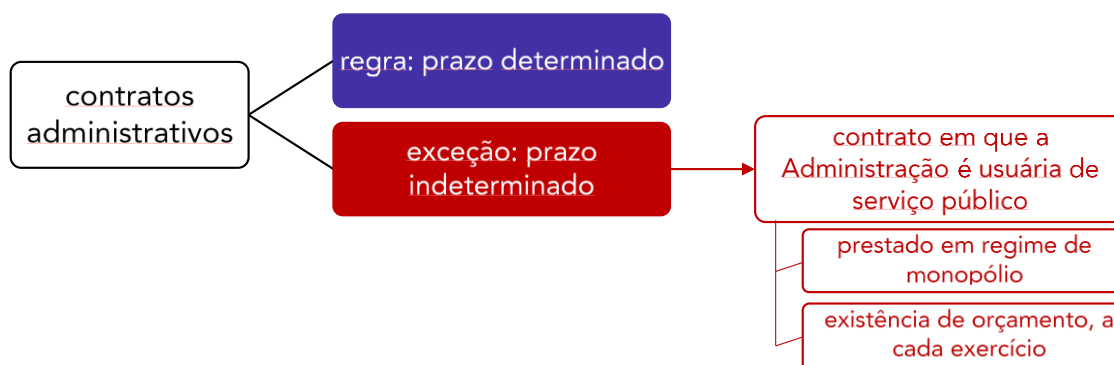 contratos
administrativos
regra: prazo determinado
exceção: prazo
indeterminado
contrato em que a
Administração é usuária de
serviço público
prestado em regime de
monopólio
existência de orçamento, a
cada exercício